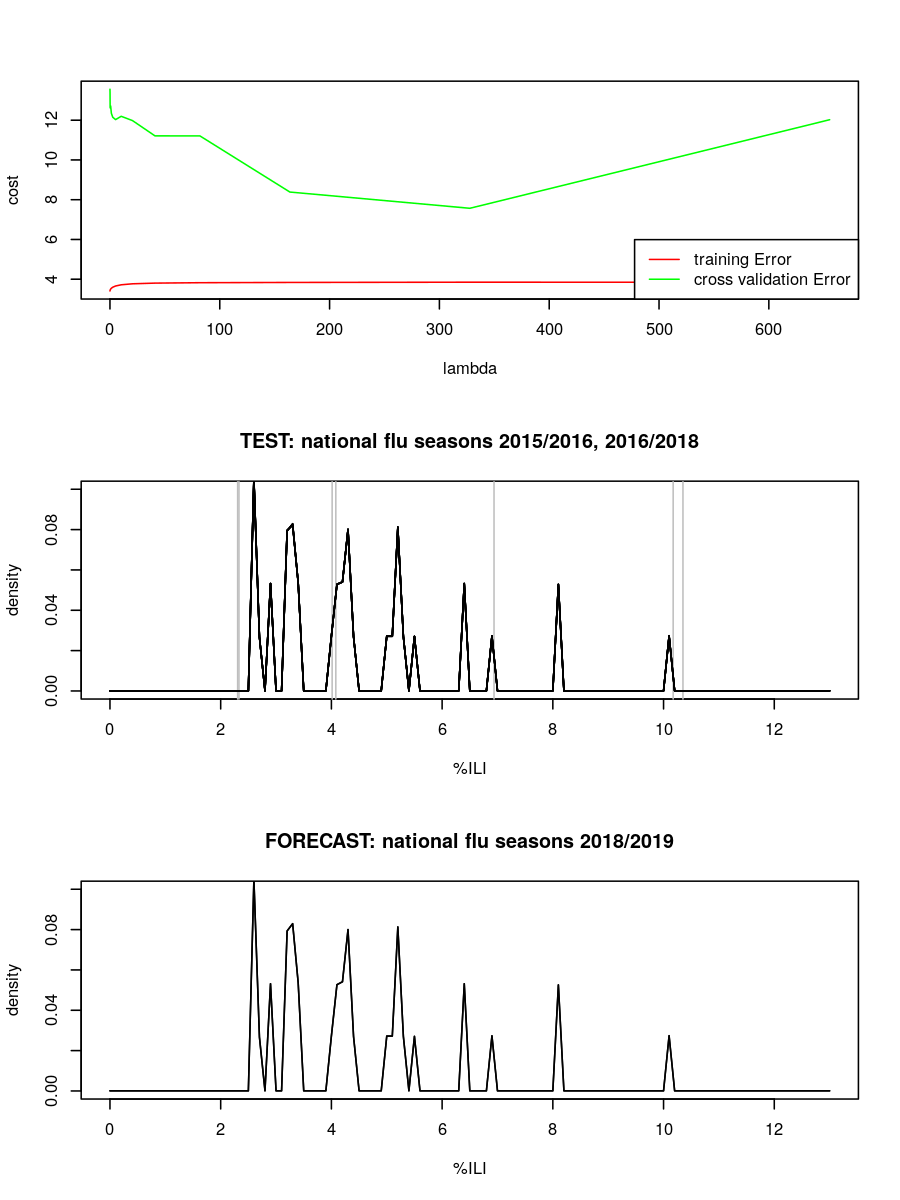 12
10
8
6
4
cost
training Error
cross validation Error
0 100 200 300 400 500 600
lambda
TEST: national flu seasons 2015/2016, 2016/2018
0.08
0.04
0.00
density
0 2 4 6 8 10 12
%ILI
FORECAST: national flu seasons 2018/2019
0.08
0.04
0.00
density
0 2 4 6 8 10 12
%ILI